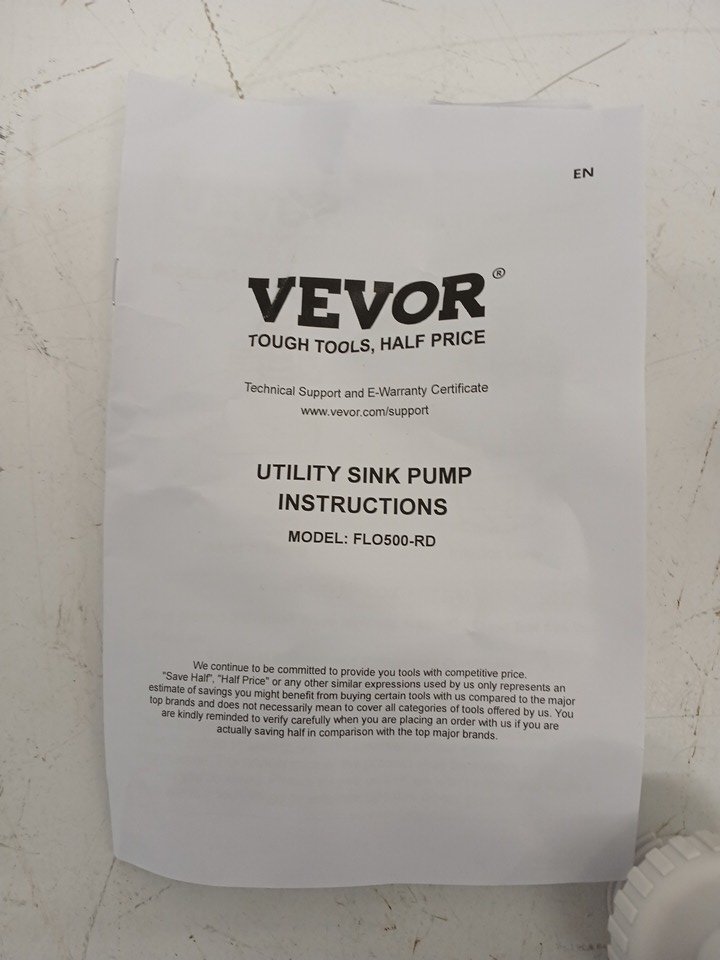 EN
VEVOR®
TOUGH TOOLS, HALF PRICE
Technical Support and E-Warranty Certificate
www.vevor.com/support
UTILITY SINK PUMP
INSTRUCTIONS
MODEL: FLO500-RD
We continue to be committed to provide you tools with competitive price.
"Save Half", "Half Price" or any other similar expressions used by us only represents an
estimate of savings you might benefit from buying certain tools with us compared to the major
top brands and does not necessarily mean to cover all categories of tools offered by us. You
are kindly reminded to verify carefully when you are placing an order with us if you are
actually saving half in comparison with the top major brands.